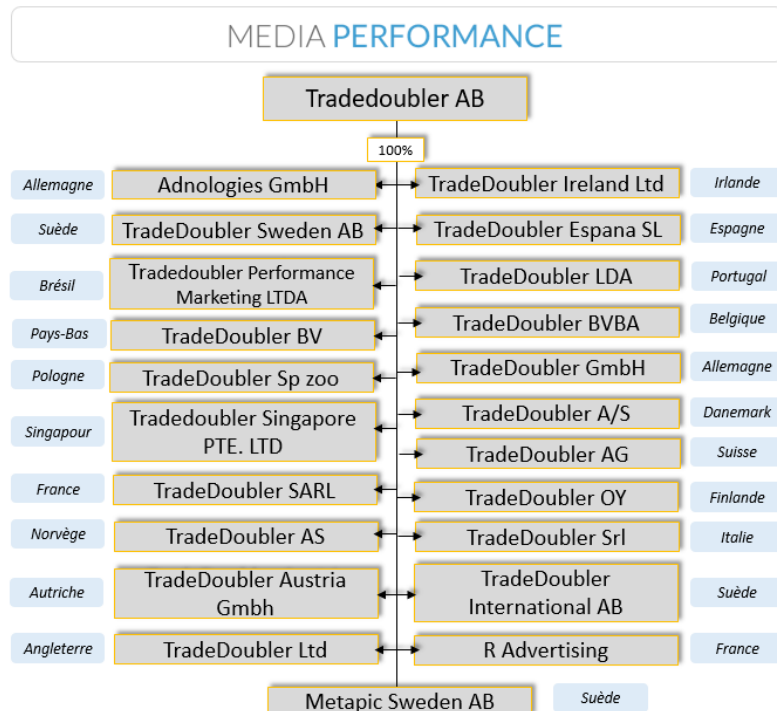 MEDIA PERFORMANCE
Tradedoubler AB
100%
Allemagne
Adnologies GmbH
TradeDoubler Ireland Ltd
Irlande
Suède
TradeDoubler Sweden AB
TradeDoubler Espana SL
Espagne
Brésil
Tradedoubler Performance
Marketing LTDA
TradeDoubler LDA
Portugal
Pays-Bas
TradeDoubler BV
TradeDoubler BVBA
Belgique
Pologne
TradeDoubler Sp zoo
TradeDoubler GmbH
Allemagne
Singapour
Tradedoubler Singapore
PTE. LTD
TradeDoubler A/S
Danemark
TradeDoubler AG
Suisse
France
TradeDoubler SARL
TradeDoubler OY
Finlande
Norvège
TradeDoubler AS
TradeDoubler Srl
Italie
Autriche
TradeDoubler Austria
Gmbh
TradeDoubler
International AB
Suède
Angleterre
TradeDoubler Ltd
R Advertising
France
Metapic Sweden AB
Suède